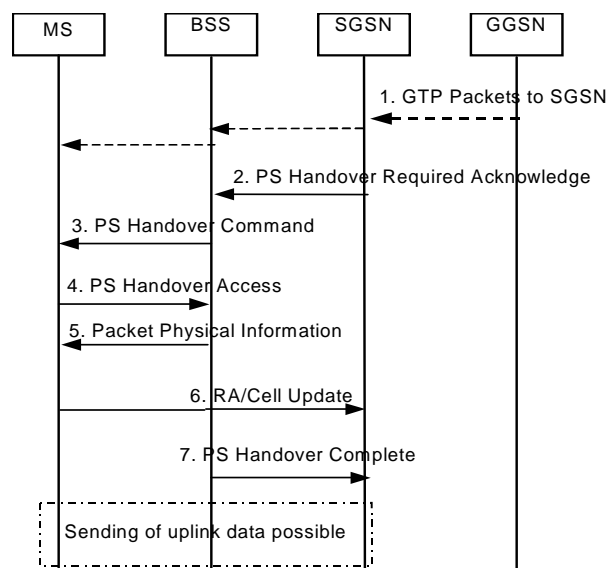 MS BSS SGSN GGSN
1. GTP Packets to SGSN
2. PS Handover Required Acknowledge
3. PS Handover Command
4. PS Handover Access
5. Packet Physical Information
6. RA/Cell Update
7. PS Handover Complete
Sending of uplink data possible